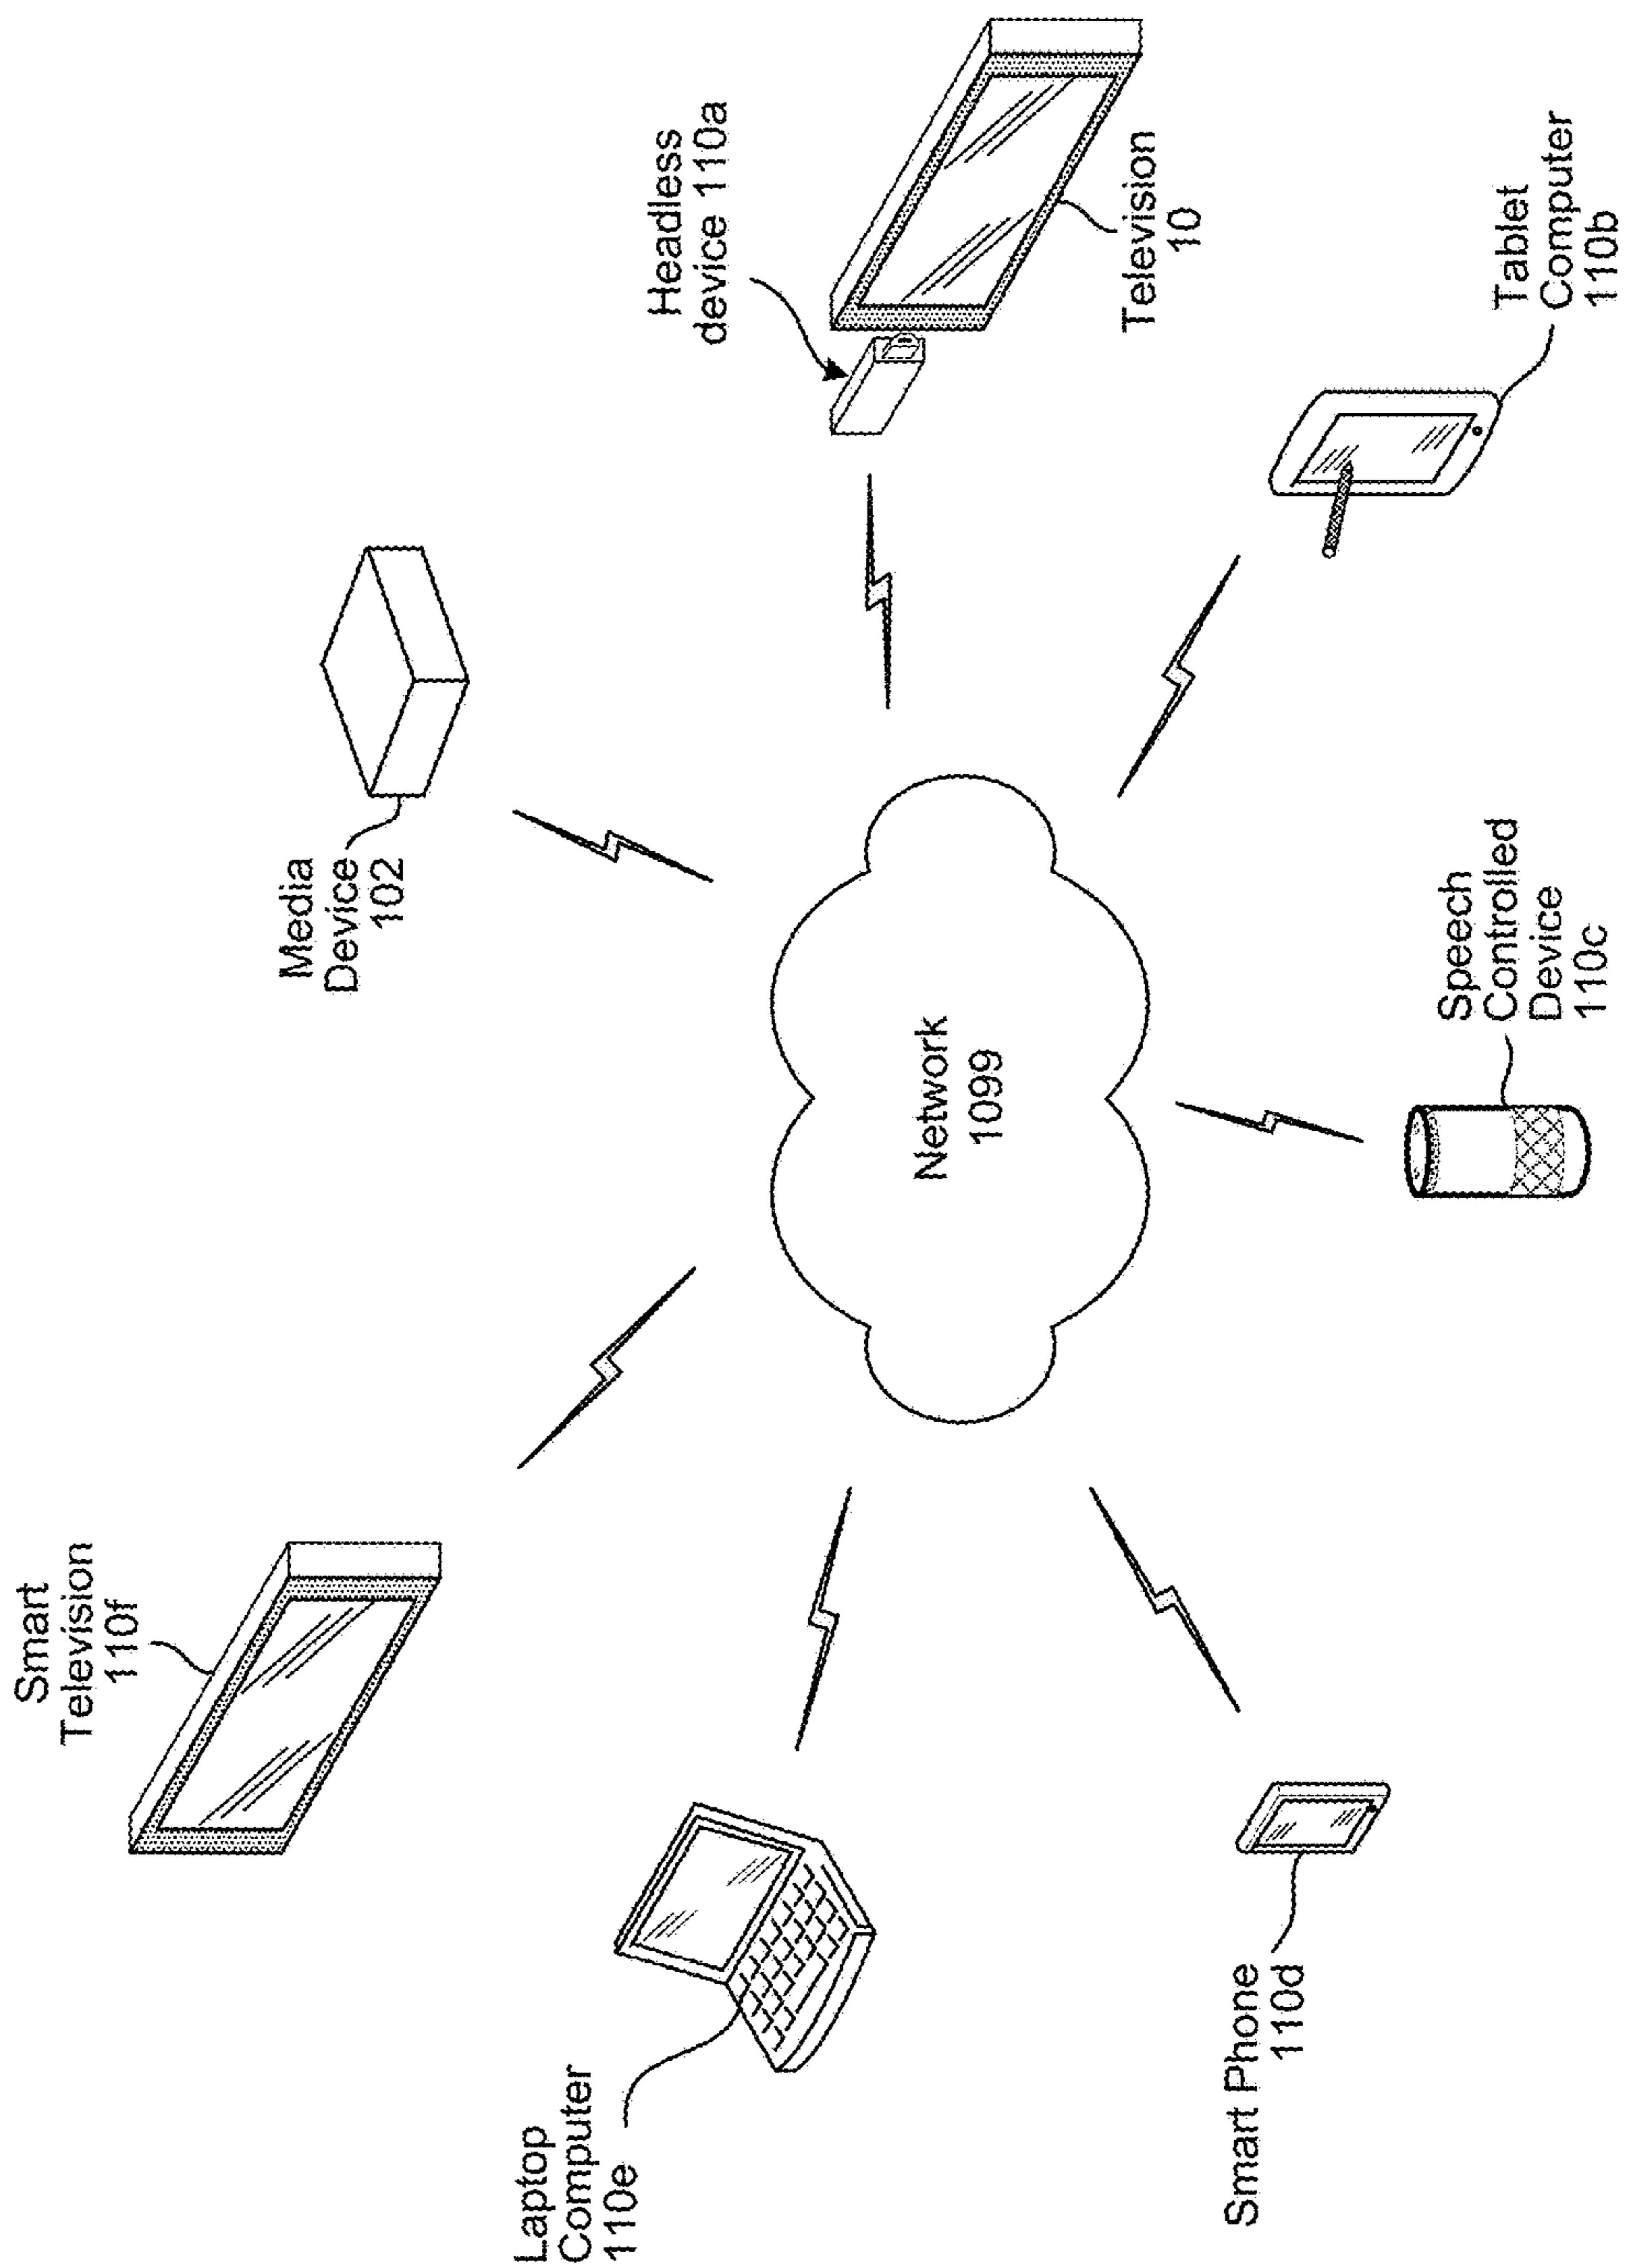 Smart
Television
110f
Media
Device
102
Headless
device 110a
Television
10
Laptop
Computer
110e
Network
1099
Tablet
Computer
110b
Smart Phone
110d
Speech
Controlled
Device
110c